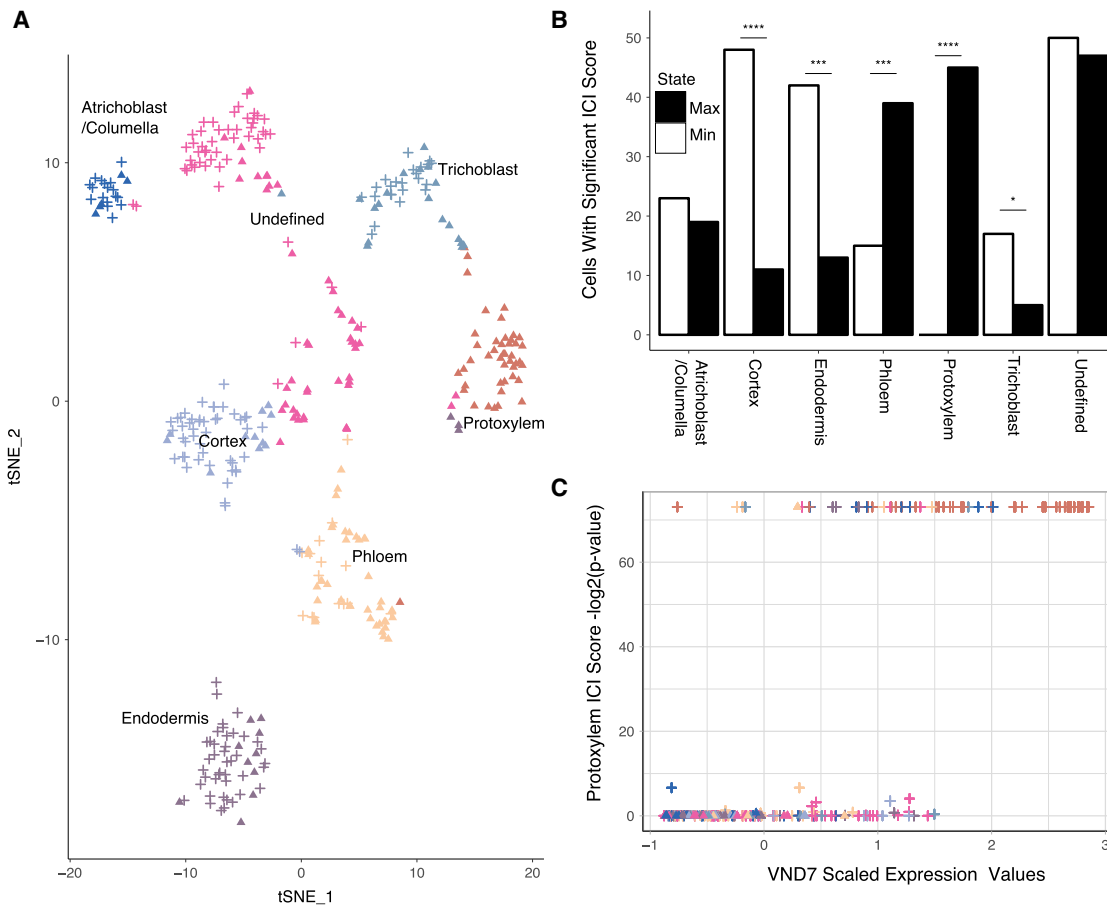 A
Atrichoblast
/Columella
Trichoblast
Undefined
Protoxylem
Cortex
Phloem
Endodermis
10
0
−10
−20
−10
0
10
20
tSNE_1
tSNE_2
B
Cells With Significant ICI Score
50
40
30
20
10
0
State
Max
Min
****
***
***
****
*
Atrichoblast
/Columella
Cortex
Endodermis
Phloem
Protoxylem
Trichoblast
Undefined
C
Protoxylem ICI Score -log2(p-value)
60
40
20
0
−1
0
1
2
3
VND7 Scaled Expression Values